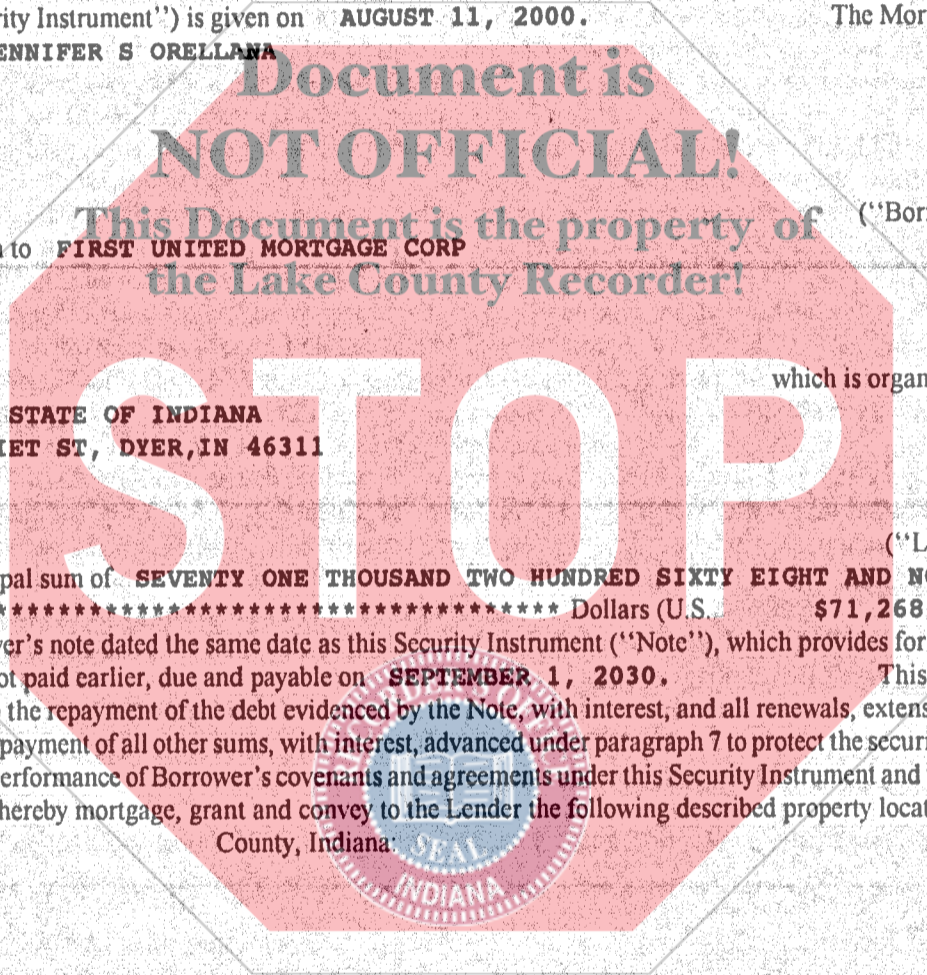 rity Instrument'') is given on AUGUST 11, 2000. The Mor
ENNIFER S ORELLANA
Document is
NOT OFFICIAL!
This Document is the property of
(''Bor
to FIRST UNITED MORTGAGE CORP
the Lake County Recorder!
STOP
which is organ
STATE OF INDIANA
IET ST, DYER,IN 46311
(''L
pal sum of SEVENTY ONE THOUSAND TWO HUNDRED SIXTY EIGHT AND N
************************************ Dollars (U.S. $71,268
er's note dated the same date as this Security Instrument (''Note''), which provides for
ot paid earlier, due and payable on SEPTEMBER 1, 2030. This
the repayment of the debt evidenced by the Note, with interest, and all renewals, extens
payment of all other sums, with interest, advanced under paragraph 7 to protect the securi
erformance of Borrower's covenants and agreements under this Security Instrument and
hereby mortgage, grant and convey to the Lender the following described property locat
County, Indiana:
SEAL
INDIANA